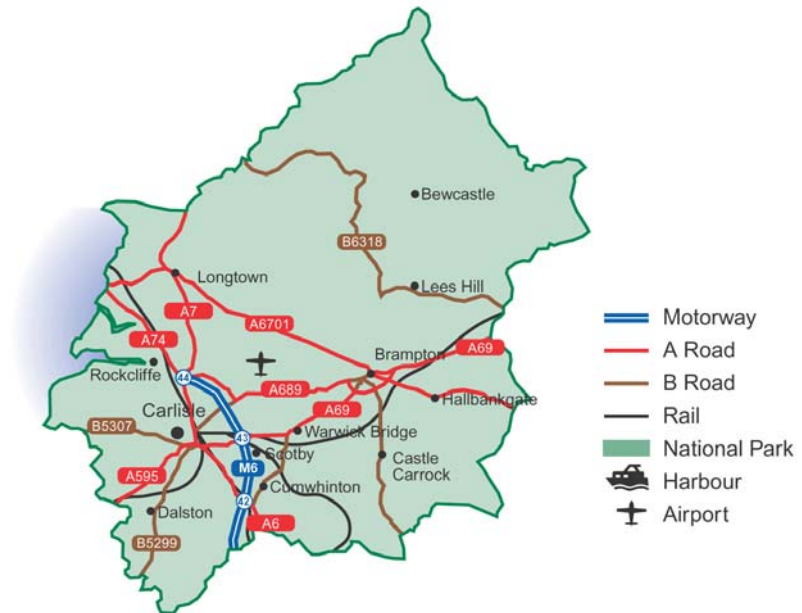 Bewcastle
B6318
Lees Hill
Longtown
A7
A6701
A74
A69
Brampton
Rockcliffe
44
A689
Hallbankgate
Carlisle
A69
B5307
43
Warwick Bridge
Scotby
Castle
Carrock
A595
M6
Cumwhinton
42
Dalston
A6
B5299
Motorway
A Road
B Road
Rail
National Park
Harbour
Airport